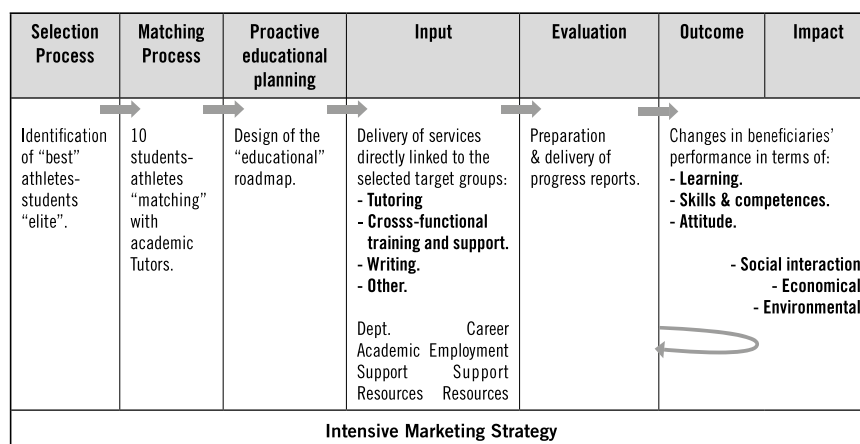 Selection
Process
Matching
Process
Proactive
educational
planning
Input
Evaluation
Outcome
Impact
Identification
of “best”
athletes-
students
“elite”.
10
students-
athletes
“matching”
with
academic
Tutors.
Design of the
“educational”
roadmap.
Delivery of services
directly linked to the
selected target groups:
- Tutoring
- Crosss-functional
training and support.
- Writing.
- Other.
Dept. Career
Academic Employment
Support Support
Resources Resources
Preparation
& delivery of
progress reports.
Changes in beneficiaries’
performance in terms of:
- Learning.
- Skills & competences.
- Attitude.
- Social interaction
- Economical
- Environmental
Intensive Marketing Strategy